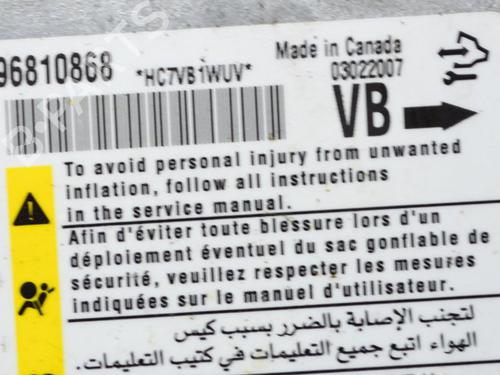 96810868
*HC7VB1WUV*
Made in Canada
03022007
VB
To avoid personal injury from unwanted
inflation, follow all instructions
in the service manual.
Afin d'éviter toute blessure lors d'un
déploiement éventuel du sac gonflable de
sécurité, veuillez respecter les mesures
indiquées sur le manuel d'utilisateur.
لتجنب الإصابة بالضرر بسبب كيس
الهواء اتبع جميع التعليمات في كتيب التعليمات.
B-PARTS